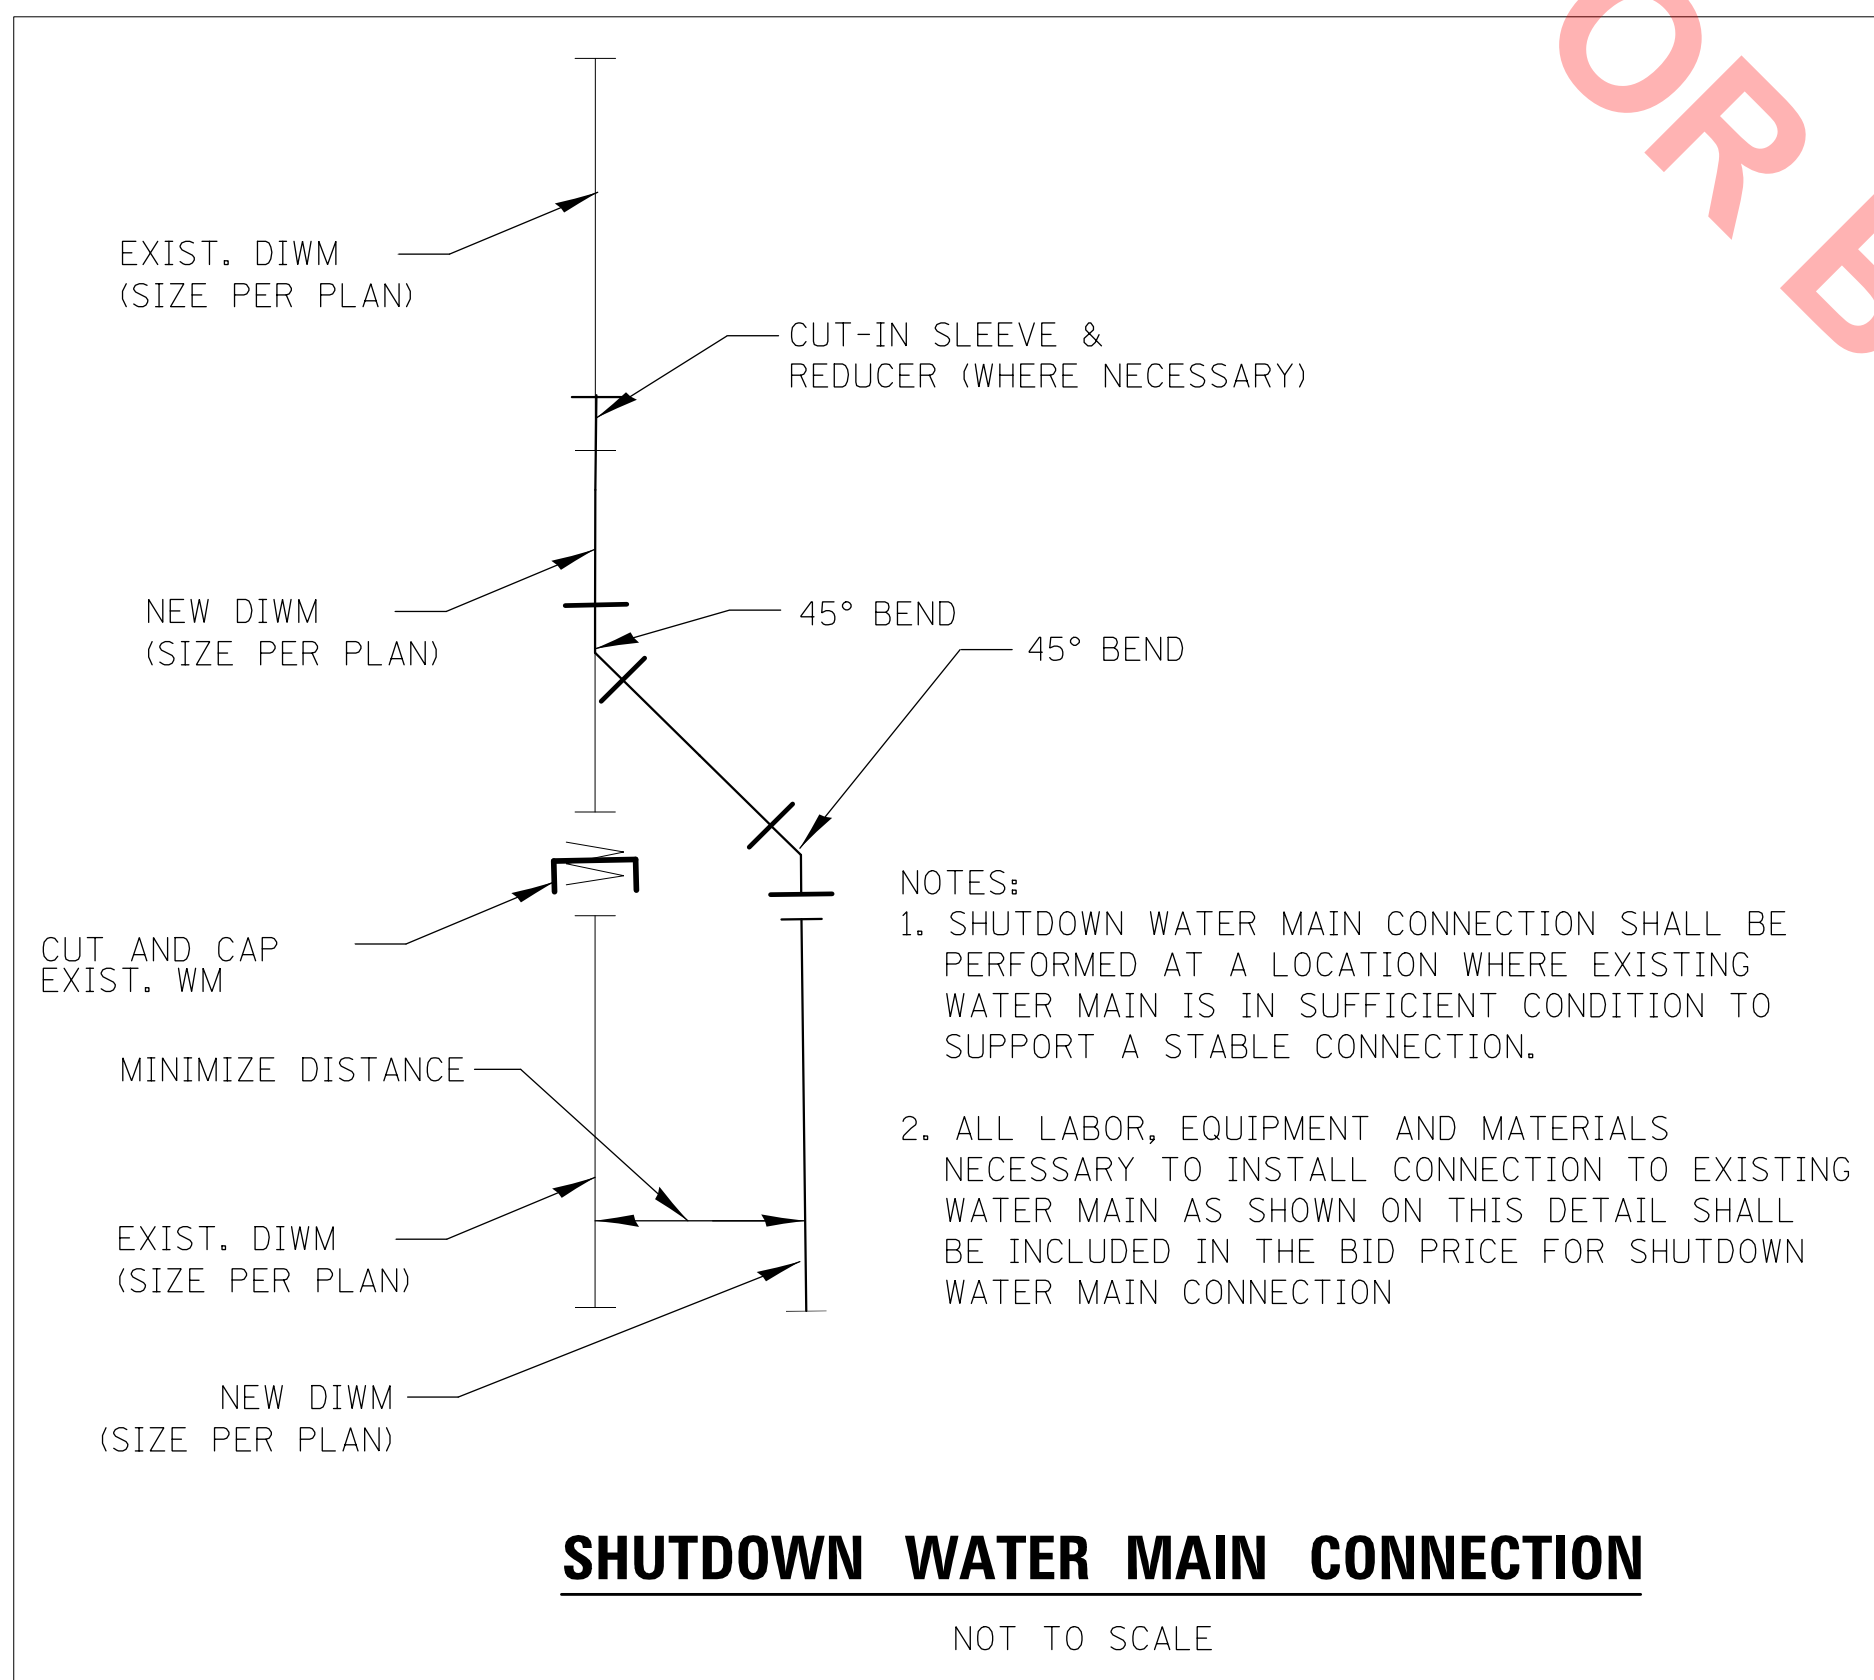 OR B
EXIST. DIWM
(SIZE PER PLAN)
CUT-IN SLEEVE &
REDUCER (WHERE NECESSARY)
NEW DIWM
(SIZE PER PLAN)
45° BEND
45° BEND
CUT AND CAP
EXIST. WM
MINIMIZE DISTANCE
EXIST. DIWM
(SIZE PER PLAN)
NEW DIWM
(SIZE PER PLAN)
NOTES:
1. SHUTDOWN WATER MAIN CONNECTION SHALL BE
PERFORMED AT A LOCATION WHERE EXISTING
WATER MAIN IS IN SUFFICIENT CONDITION TO
SUPPORT A STABLE CONNECTION.
2. ALL LABOR, EQUIPMENT AND MATERIALS
NECESSARY TO INSTALL CONNECTION TO EXISTING
WATER MAIN AS SHOWN ON THIS DETAIL SHALL
BE INCLUDED IN THE BID PRICE FOR SHUTDOWN
WATER MAIN CONNECTION
SHUTDOWN WATER MAIN CONNECTION
NOT TO SCALE